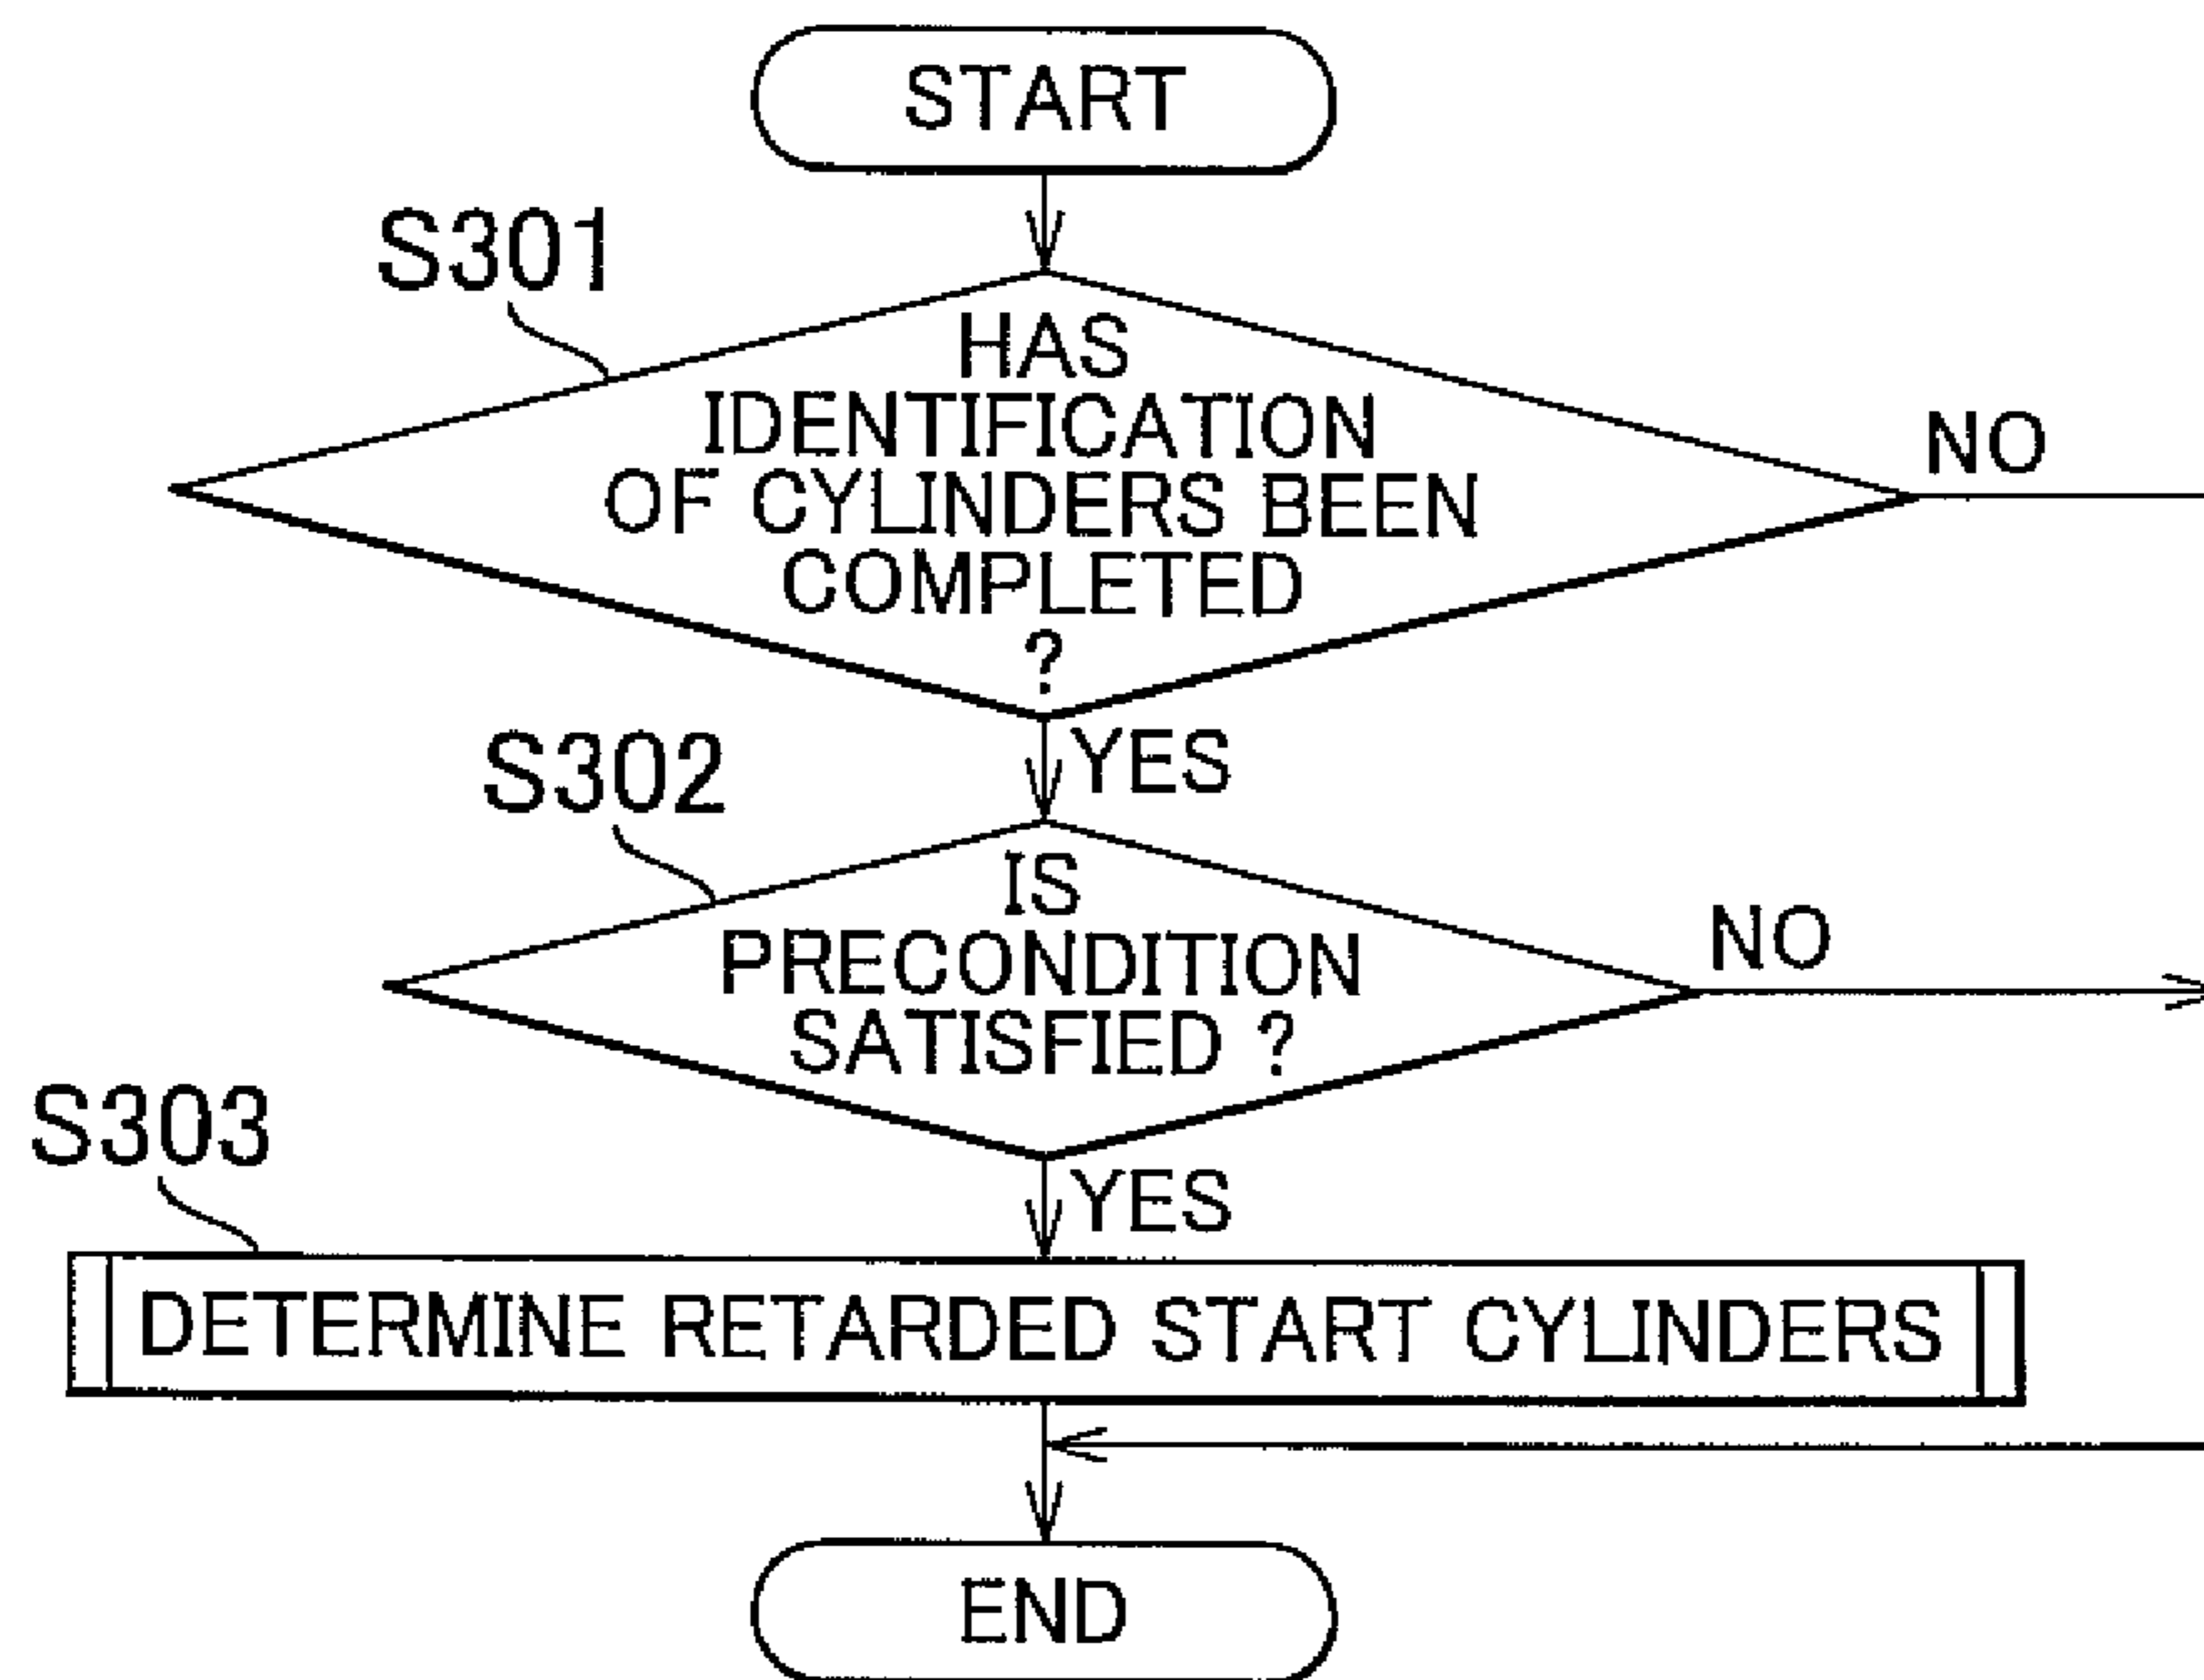 START
S301
HAS
IDENTIFICATION
OF CYLINDERS BEEN
COMPLETED
?
NO
YES
S302
IS
PRECONDITION
SATISFIED ?
NO
YES
S303
DETERMINE RETARDED START CYLINDERS
END